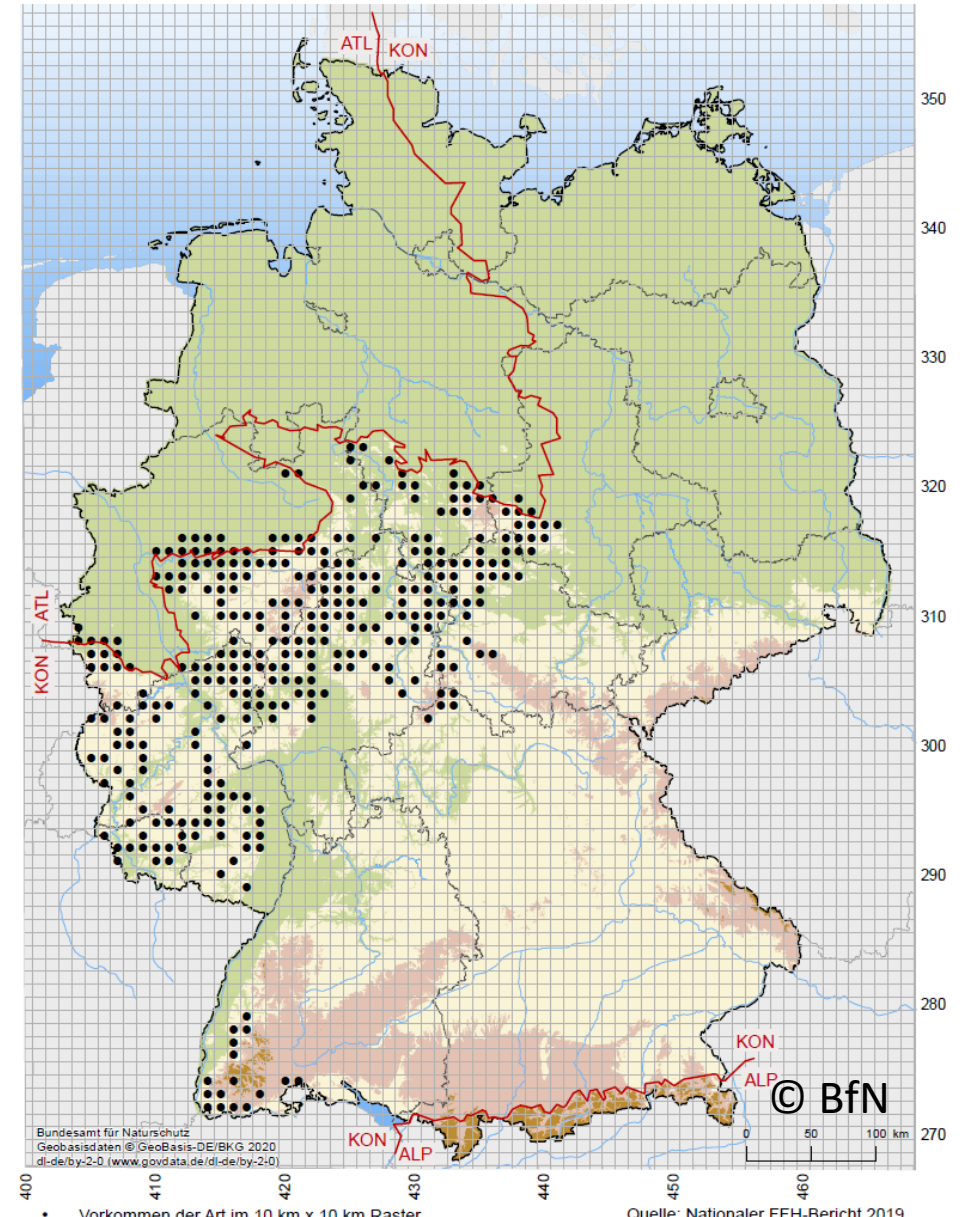 ATL KON
350
340
330
320
ATL
310
KON
300
290
280
KON
ALP
© BfN
Bundesamt für Naturschutz
Geobasisdaten © GeoBasis-DE/BKG 2020
dl-de/by-2-0 (www.govdata.de/dl-de/by-2-0)
KON
ALP
0 50 100 km
270
400 410 420 430 440 450 460
• Vorkommen der Art im 10 km x 10 km Raster
Quelle: Nationaler FFH-Bericht 2019